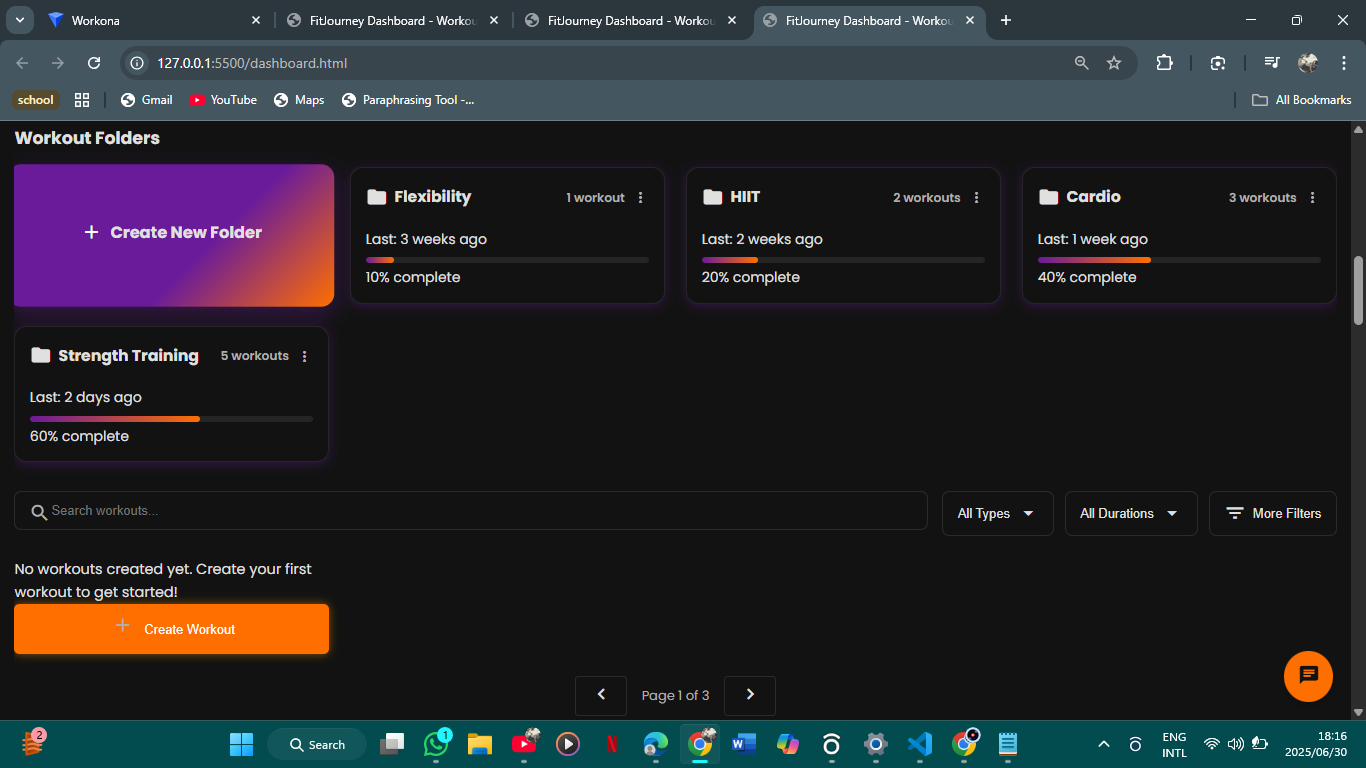 Workona
FitJourney Dashboard - Workou
FitJourney Dashboard - Workou
FitJourney Dashboard - Workou
127.0.0.1:5500/dashboard.html
school
Gmail
YouTube
Maps
Paraphrasing Tool -...
All Bookmarks
Workout Folders
+ Create New Folder
Flexibility 1 workout
Last: 3 weeks ago
10% complete
HIIT 2 workouts
Last: 2 weeks ago
20% complete
Cardio 3 workouts
Last: 1 week ago
40% complete
Strength Training 5 workouts
Last: 2 days ago
60% complete
Search workouts...
All Types
All Durations
More Filters
No workouts created yet. Create your first
workout to get started!
+ Create Workout
Page 1 of 3
2
Search
1
ENG
INTL
18:16
2025/06/30